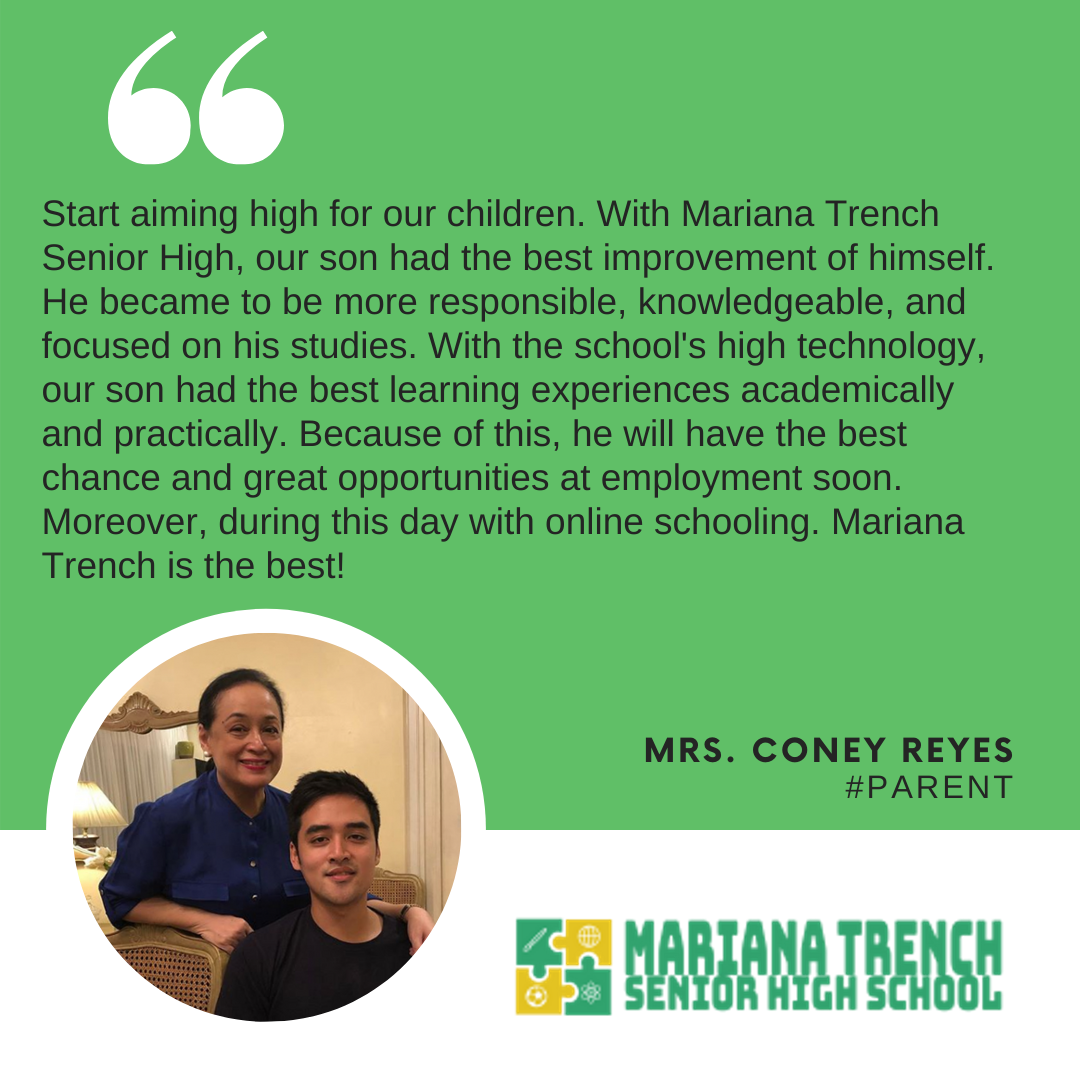 Start aiming high for our children. With Mariana Trench
Senior High, our son had the best improvement of himself.
He became to be more responsible, knowledgeable, and
focused on his studies. With the school's high technology,
our son had the best learning experiences academically
and practically. Because of this, he will have the best
chance and great opportunities at employment soon.
Moreover, during this day with online schooling. Mariana
Trench is the best!
MRS. CONEY REYES
#PARENT
MARIANA TRENCH
SENIOR HIGH SCHOOL